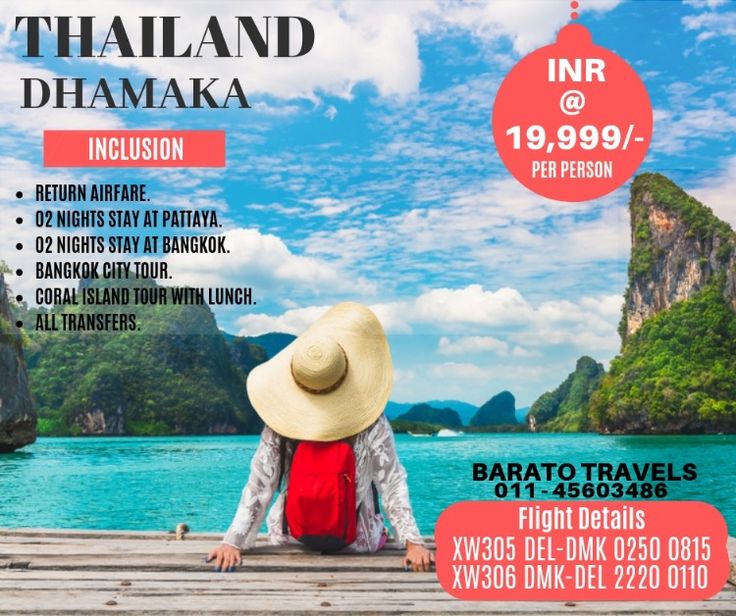 THAILAND
DHAMAKA
INCLUSION
• RETURN AIRFARE.
• 02 NIGHTS STAY AT PATTAYA.
• 02 NIGHTS STAY AT BANGKOK.
• BANGKOK CITY TOUR.
• CORAL ISLAND TOUR WITH LUNCH.
• ALL TRANSFERS.
INR
@
19,999/-
PER PERSON
BARATO TRAVELS
011-45603486
Flight Details
XW305 DEL-DMK 0250 0815
XW306 DMK-DEL 2220 0110